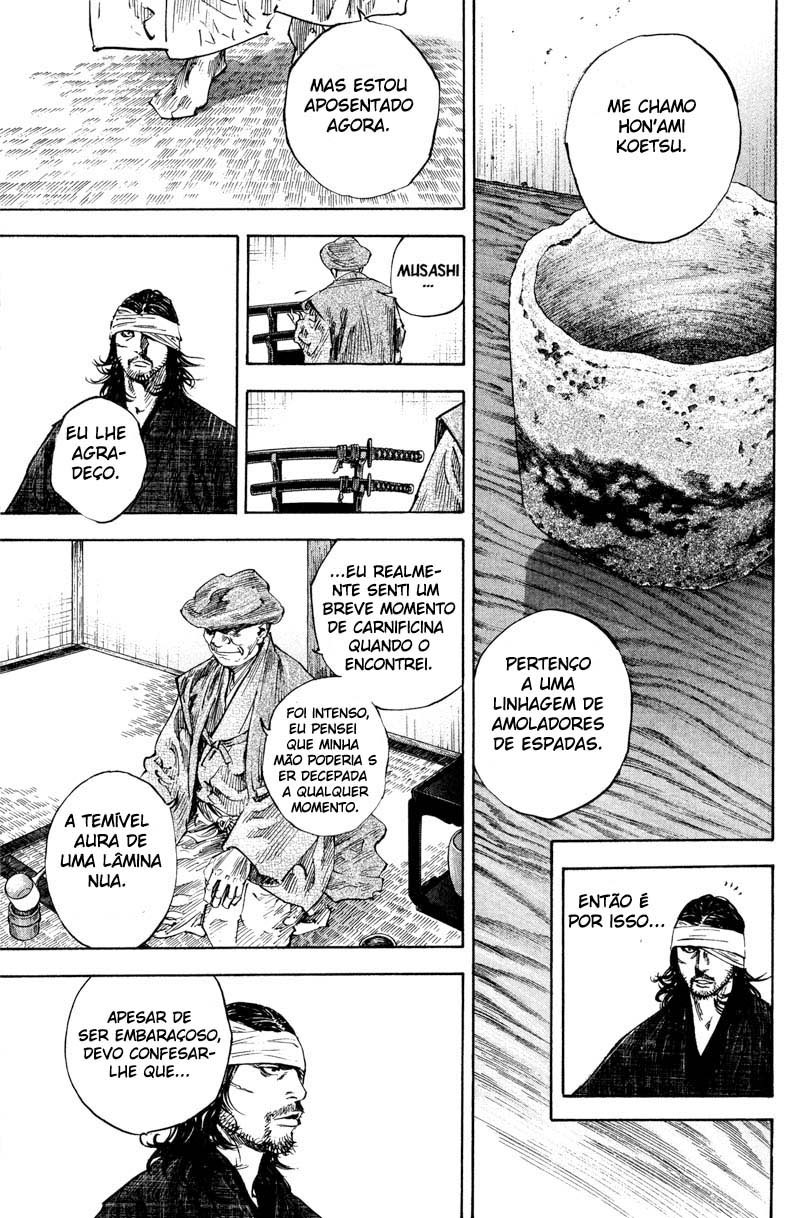 ME CHAMO
HON'AMI
KOETSU.
PERTENÇO
A UMA
LINHAGEM DE
AMOLADORES
DE ESPADAS.
ENTÃO É
POR ISSO...
MAS ESTOU
APOSENTADO
AGORA.
MUSASHI
...
EU LHE
AGRA-
DEÇO.
...EU REALME-
NTE SENTI UM
BREVE MOMENTO
DE CARNIFICINA
QUANDO O
ENCONTREI.
FOI INTENSO,
EU PENSEI
QUE MINHA
MÃO PODERIA S
ER DECEPADA
A QUALQUER
MOMENTO.
A TEMÍVEL
AURA DE
UMA LÂMINA
NUA.
APESAR DE
SER EMBARAÇOSO,
DEVO CONFESAR-
LHE QUE...